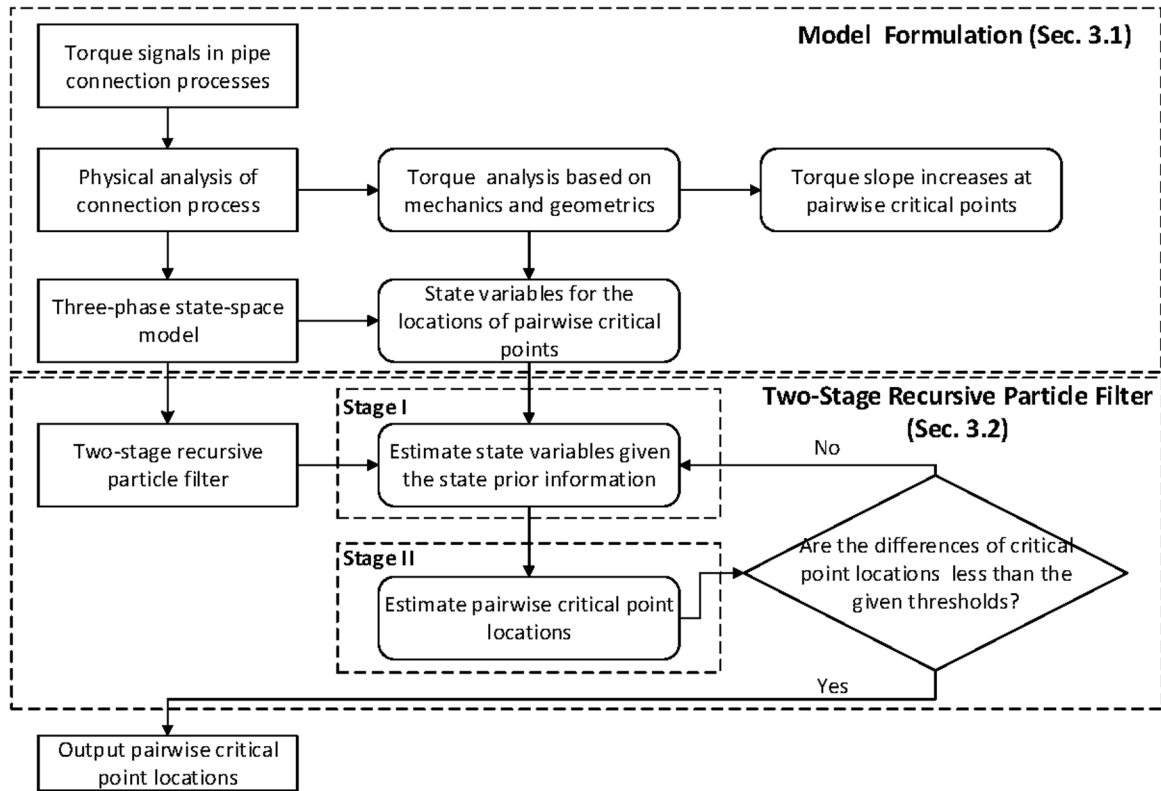 Model Formulation (Sec. 3.1)
Torque signals in pipe
connection processes
Physical analysis of
connection process
Torque analysis based on
mechanics and geometrics
Torque slope increases at
pairwise critical points
Three-phase state-space
model
State variables for the
locations of pairwise critical
points
Two-Stage Recursive Particle Filter
(Sec. 3.2)
Stage I
Two-stage recursive
particle filter
Estimate state variables given
the state prior information
No
Stage II
Estimate pairwise critical point
locations
Are the differences of critical
point locations less than the
given thresholds?
Yes
Output pairwise critical
point locations